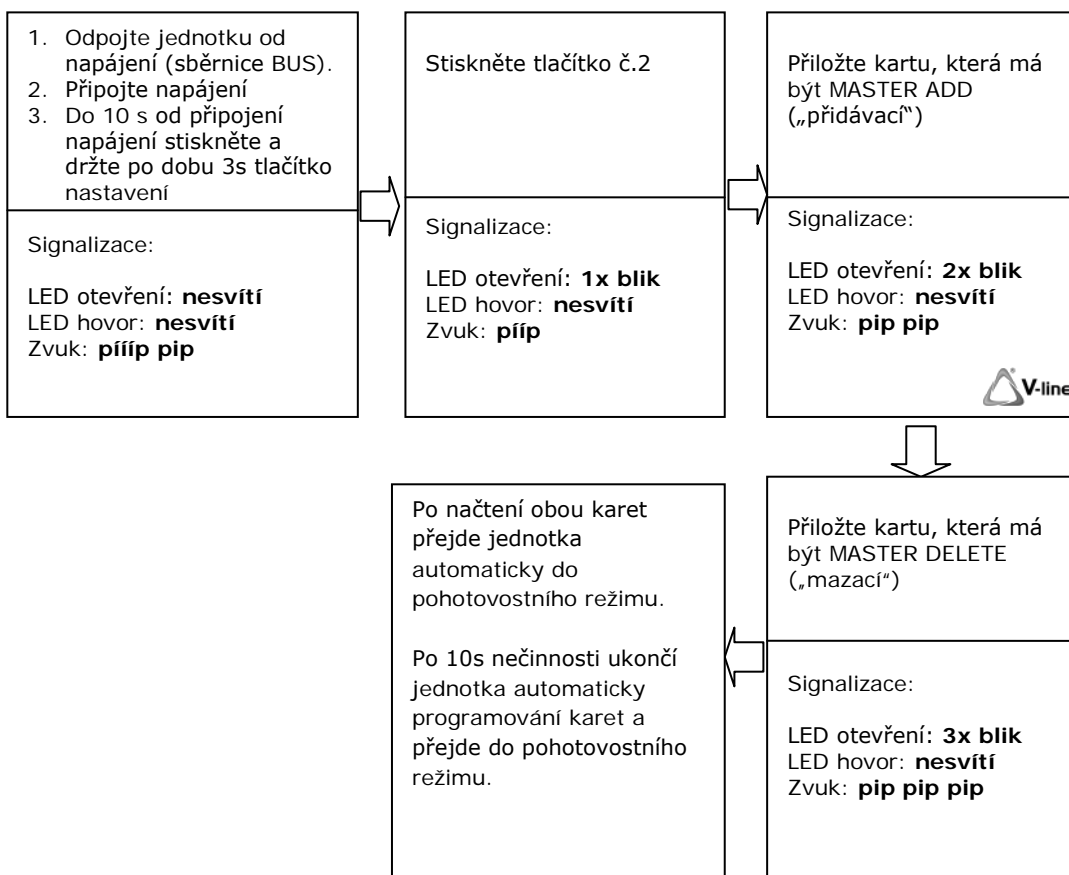 1. Odpojte jednotku od
napájení (sběrnice BUS).
2. Připojte napájení
3. Do 10 s od připojení
napájení stiskněte a
držte po dobu 3s tlačítko
nastavení
Signalizace:
LED otevření: nesvítí
LED hovor: nesvítí
Zvuk: pííííp pip
Stiskněte tlačítko č.2
Signalizace:
LED otevření: 1x blik
LED hovor: nesvítí
Zvuk: pííp
Přiložte kartu, která má
být MASTER ADD
(„přidávací“)
Signalizace:
LED otevření: 2x blik
LED hovor: nesvítí
Zvuk: pip pip
V-line
Přiložte kartu, která má
být MASTER DELETE
(„mazací“)
Signalizace:
LED otevření: 3x blik
LED hovor: nesvítí
Zvuk: pip pip pip
Po načtení obou karet
přejde jednotka
automaticky do
pohotovostního režimu.
Po 10s nečinnosti ukončí
jednotka automaticky
programování karet a
přejde do pohotovostního
režimu.